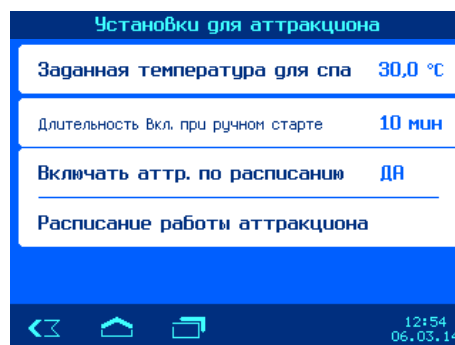 Установки для аттракциона
Заданная температура для спа 30,0 °C
Длительность Вкл. при ручном старте 10 мин
Включать аттр. по расписанию ДА
Расписание работы аттракциона
12:54
06.03.14